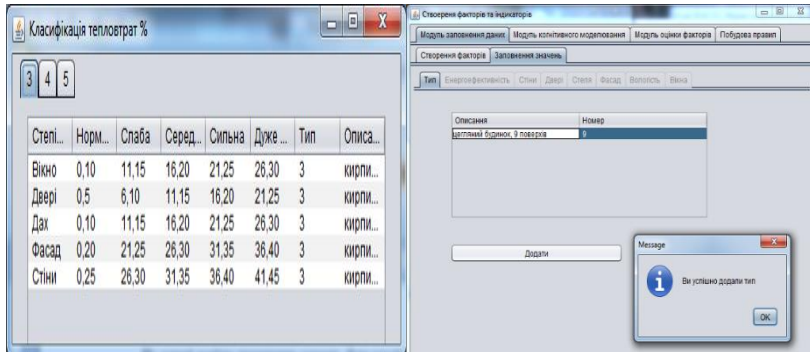 Класифікація тепловтрат %
3 4 5
Степі... Норм... Слаба Серед... Сильна Дуже ... Тип Описа...
Вікно 0,10 11,15 16,20 21,25 26,30 3 кирпи...
Двері 0,5 6,10 11,15 16,20 21,25 3 кирпи...
Дах 0,10 11,15 16,20 21,25 26,30 3 кирпи...
Фасад 0,20 21,25 26,30 31,35 36,40 3 кирпи...
Стіни 0,25 26,30 31,35 36,40 41,45 3 кирпи...
Створення факторів та індикаторів
Модуль заповнення даних Модуль когнітивного моделювання Модуль оцінки факторів Побудова правил
Створення факторів Заповнення значень
Тип Енергоефективність Стіни Двері Стеля Фасад Вологість Вікна
Описання Номер
цегляний будинок, 9 поверхів 9
Додати
Message
Ви успішно додали тип
OK